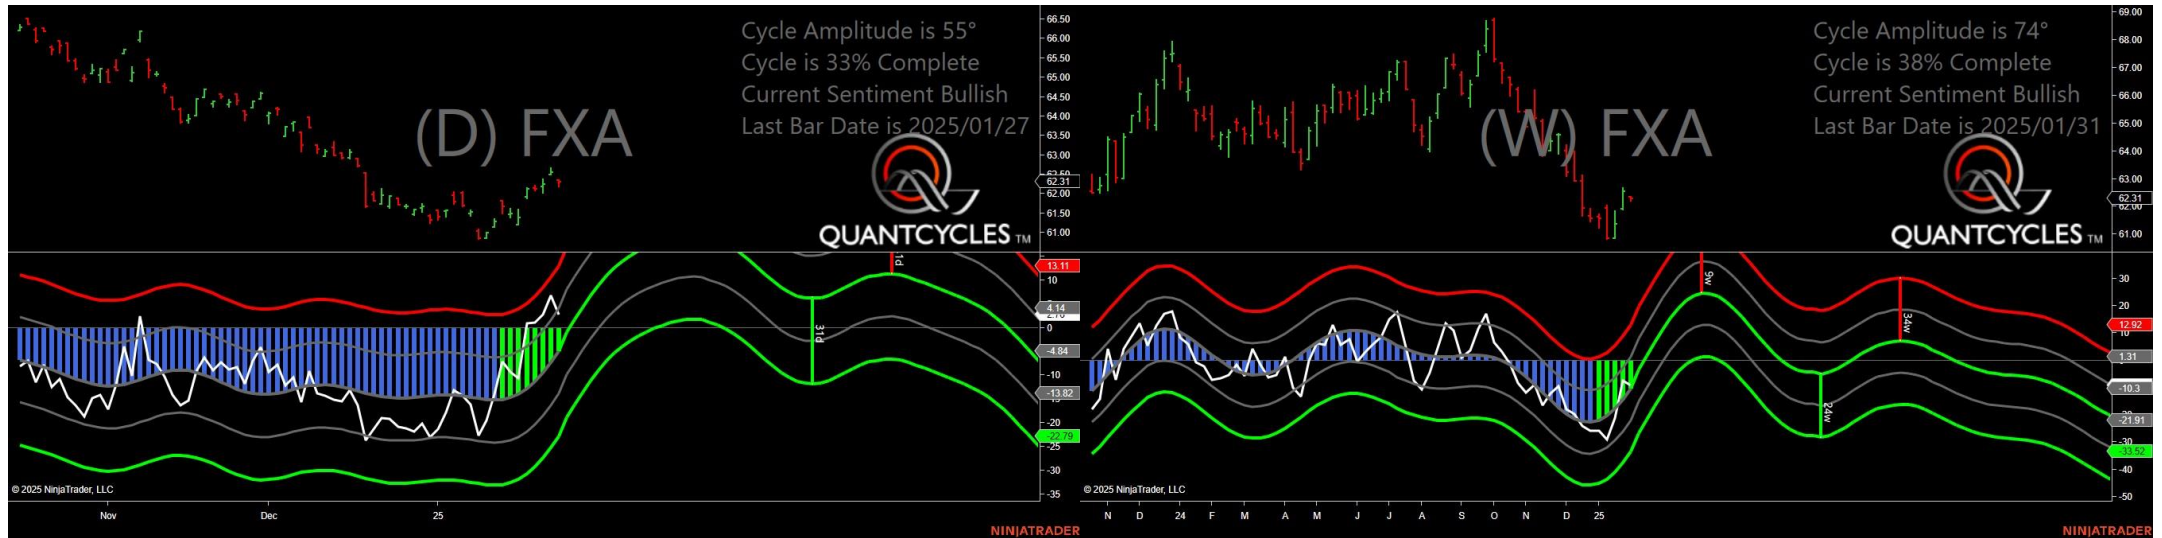 Cycle Amplitude is 55°
Cycle is 33% Complete
Current Sentiment Bullish
Last Bar Date is 2025/01/27
(D) FXA
QUANTCYCLES TM
66.50
66.00
65.50
65.00
64.50
64.00
63.50
63.00
62.50
62.31
62.00
61.50
61.00
1d
31d
13.11
10
4.14
2.70
0
-4.84
-10
-13.82
-20
-22.79
-25
-30
-35
© 2025 NinjaTrader, LLC
Nov
Dec
25
NINJATRADER
Cycle Amplitude is 74°
Cycle is 38% Complete
Current Sentiment Bullish
Last Bar Date is 2025/01/31
(W) FXA
QUANTCYCLES TM
69.00
68.00
67.00
66.00
65.00
64.00
63.00
62.31
62.00
61.00
9w
34w
24w
30
20
12.92
1.31
-10.3
-21.91
-30
-33.52
-40
-50
© 2025 NinjaTrader, LLC
N D 24 F M A M J J A S O N D 25
NINJATRADER